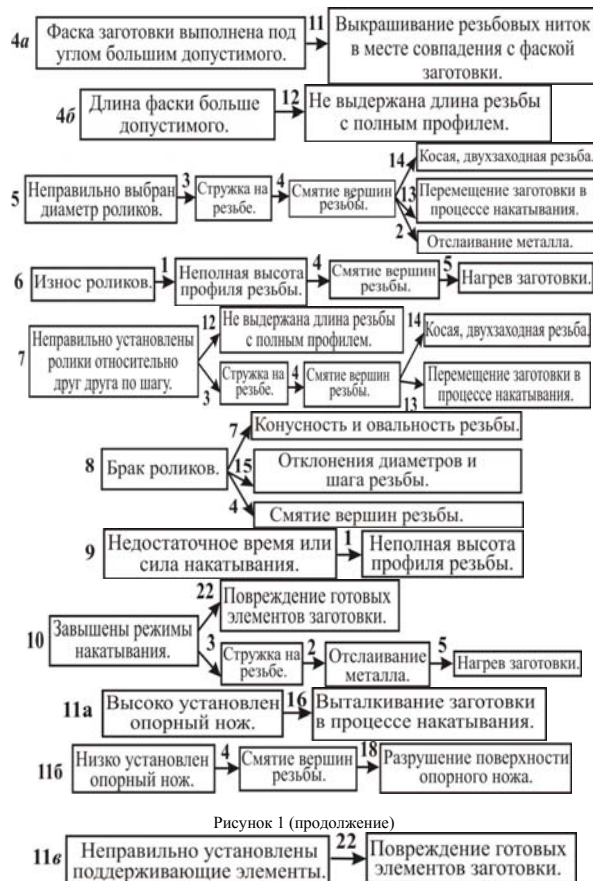 4а Фаска заготовки выполнена под
углом большим допустимого.
11
Выкрашивание резьбовых ниток
в месте совпадения с фаской
заготовки.
4б Длина фаски больше
допустимого.
12
Не выдержана длина резьбы
с полным профилем.
5 Неправильно выбран
диаметр роликов.
3
Стружка на
резьбе.
4
Смятие вершин
резьбы.
14
Косая, двухзаходная резьба.
13
Перемещение заготовки в
процессе накатывания.
2
Отслаивание металла.
6 Износ роликов.
1
Неполная высота
профиля резьбы.
4
Смятие вершин
резьбы.
5
Нагрев заготовки.
7 Неправильно установлены
ролики относительно
друг друга по шагу.
12
Не выдержана длина резьбы
с полным профилем.
3
Стружка на
резьбе.
4
Смятие вершин
резьбы.
14
Косая, двухзаходная резьба.
13
Перемещение заготовки в
процессе накатывания.
8 Брак роликов.
7
Конусность и овальность резьбы.
15
Отклонения диаметров и
шага резьбы.
4
Смятие вершин резьбы.
9 Недостаточное время или
сила накатывания.
1
Неполная высота
профиля резьбы.
10 Завышены режимы
накатывания.
22
Повреждение готовых
элементов заготовки.
3
Стружка на
резьбе.
2
Отслаивание
металла.
5
Нагрев заготовки.
11а Высоко установлен
опорный нож.
16
Выталкивание заготовки
в процессе накатывания.
11б Низко установлен
опорный нож.
4
Смятие вершин
резьбы.
18
Разрушение поверхности
опорного ножа.
Рисунок 1 (продолжение)
11в Неправильно установлены
поддерживающие элементы.
22
Повреждение готовых
элементов заготовки.